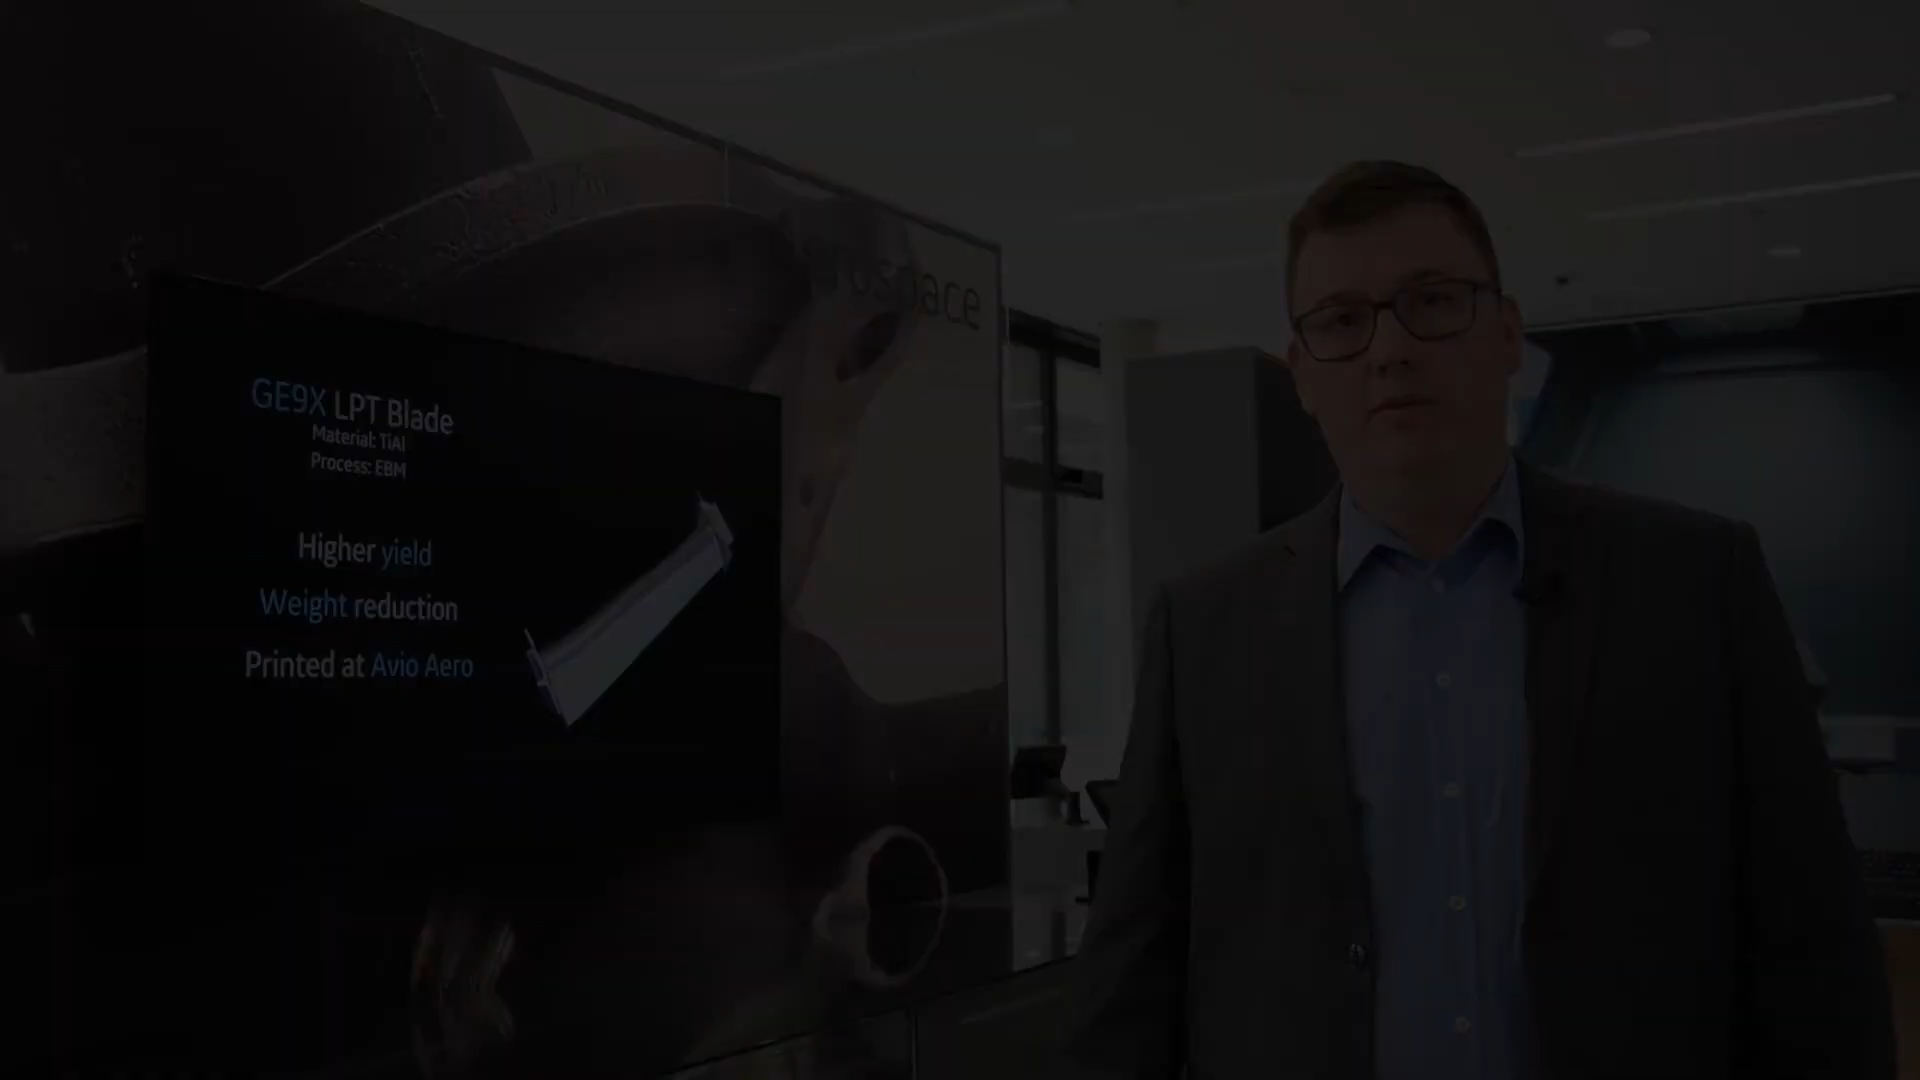 GE9X LPT Blade
Material: TiAl
Process: EBM
Higher yield
Weight reduction
Printed at Avio Aero